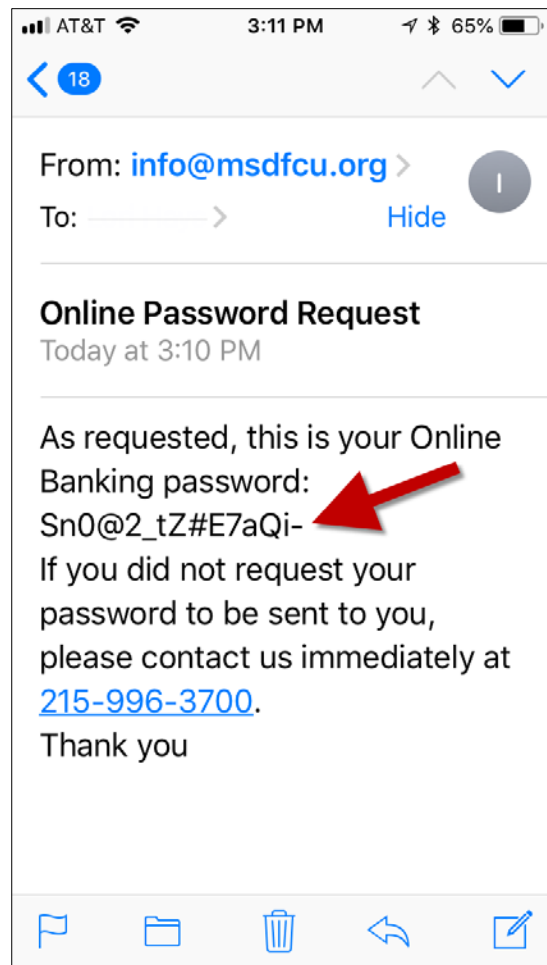 AT&T 3:11 PM 65%
18
From: info@msdfcu.org
I
To:
Hide
Online Password Request
Today at 3:10 PM
As requested, this is your Online
Banking password:
Sn0@2_tZ#E7aQi-
If you did not request your
password to be sent to you,
please contact us immediately at
215-996-3700.
Thank you